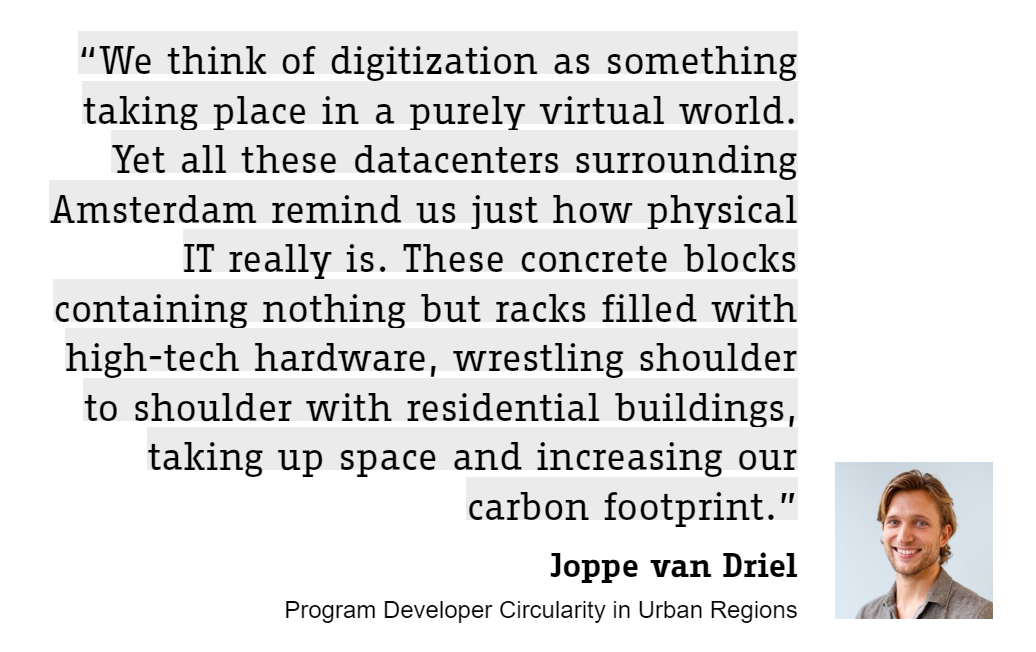 “We think of digitization as something
taking place in a purely virtual world.
Yet all these datacenters surrounding
Amsterdam remind us just how physical
IT really is. These concrete blocks
containing nothing but racks filled with
high-tech hardware, wrestling shoulder
to shoulder with residential buildings,
taking up space and increasing our
carbon footprint.”
Joppe van Driel
Program Developer Circularity in Urban Regions